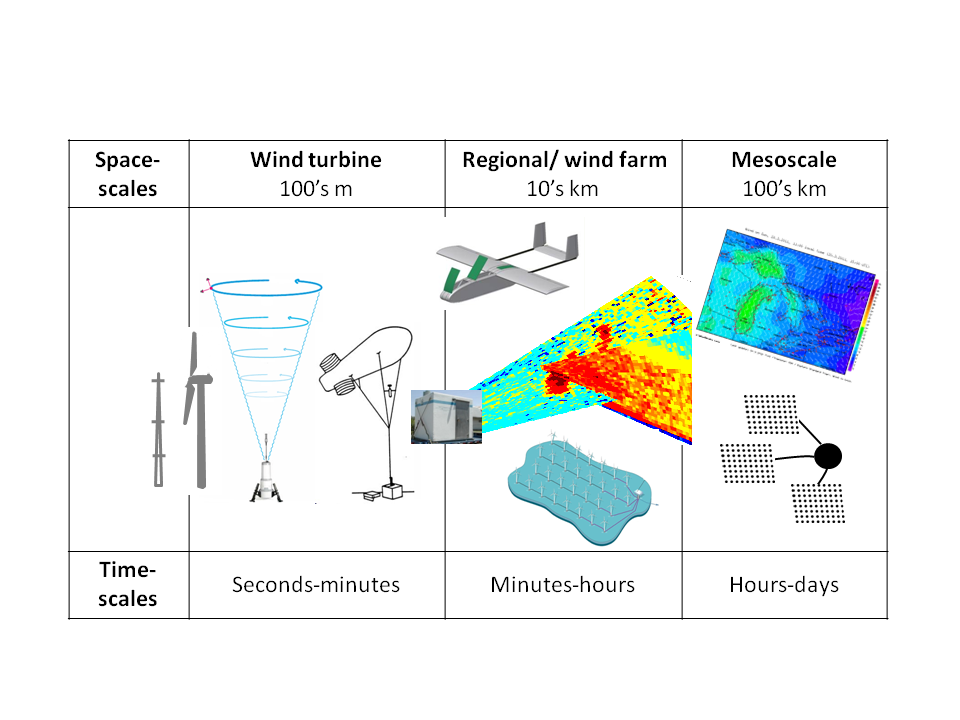 Space-
scales
Wind turbine
100's m
Regional/ wind farm
10's km
Mesoscale
100's km
Time-
scales
Seconds-minutes
Minutes-hours
Hours-days